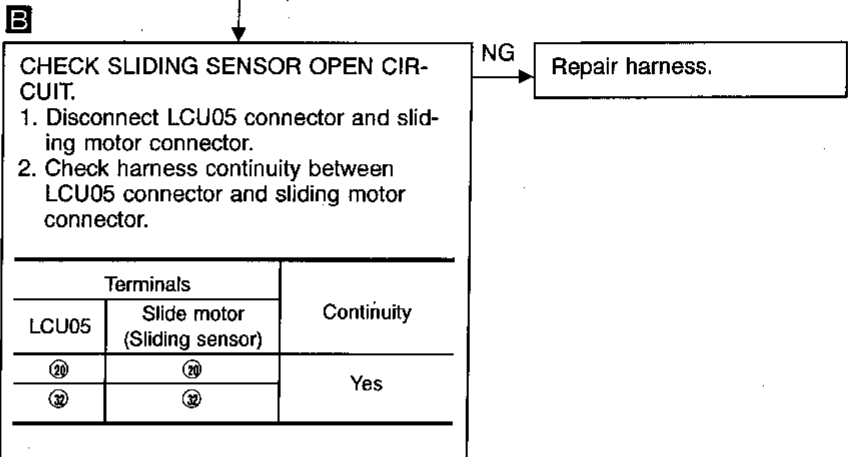 B
CHECK SLIDING SENSOR OPEN CIR-
CUIT.
1. Disconnect LCU05 connector and slid-
ing motor connector.
2. Check harness continuity between
LCU05 connector and sliding motor
connector.
NG
Repair harness.
Terminals
Continuity
LCU05
Slide motor
(Sliding sensor)
⑳ ⑳
Yes
㉜ ㉜